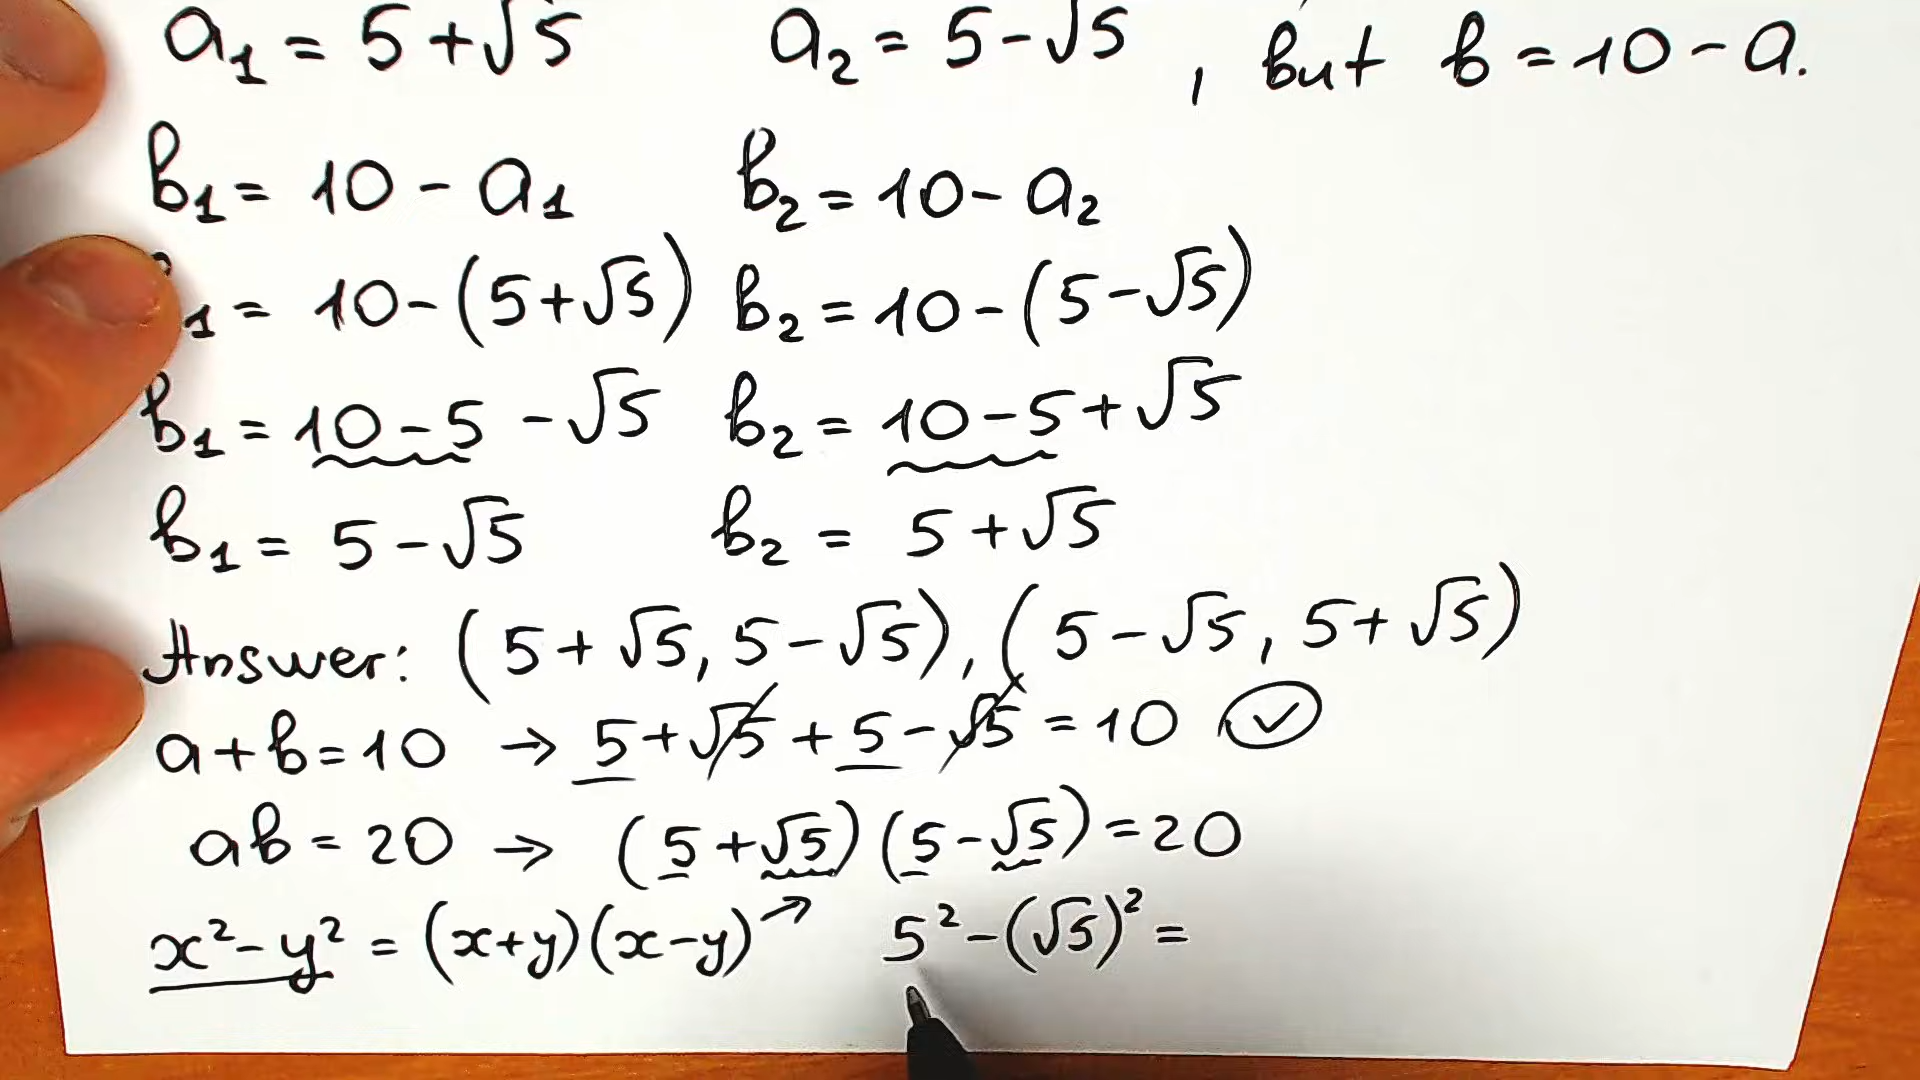 a₁ = 5 + √5 a₂ = 5 - √5 , but b = 10 - a.
b₁ = 10 - a₁ b₂ = 10 - a₂
₁ = 10 - (5 + √5) b₂ = 10 - (5 - √5)
b₁ = 10 - 5 - √5 b₂ = 10 - 5 + √5
b₁ = 5 - √5 b₂ = 5 + √5
Answer: (5 + √5, 5 - √5), (5 - √5, 5 + √5)
a + b = 10 → 5 + √5 + 5 - √5 = 10 ✓
ab = 20 → (5 + √5)(5 - √5) = 20
x² - y² = (x + y)(x - y) ↗ 5² - (√5)² =